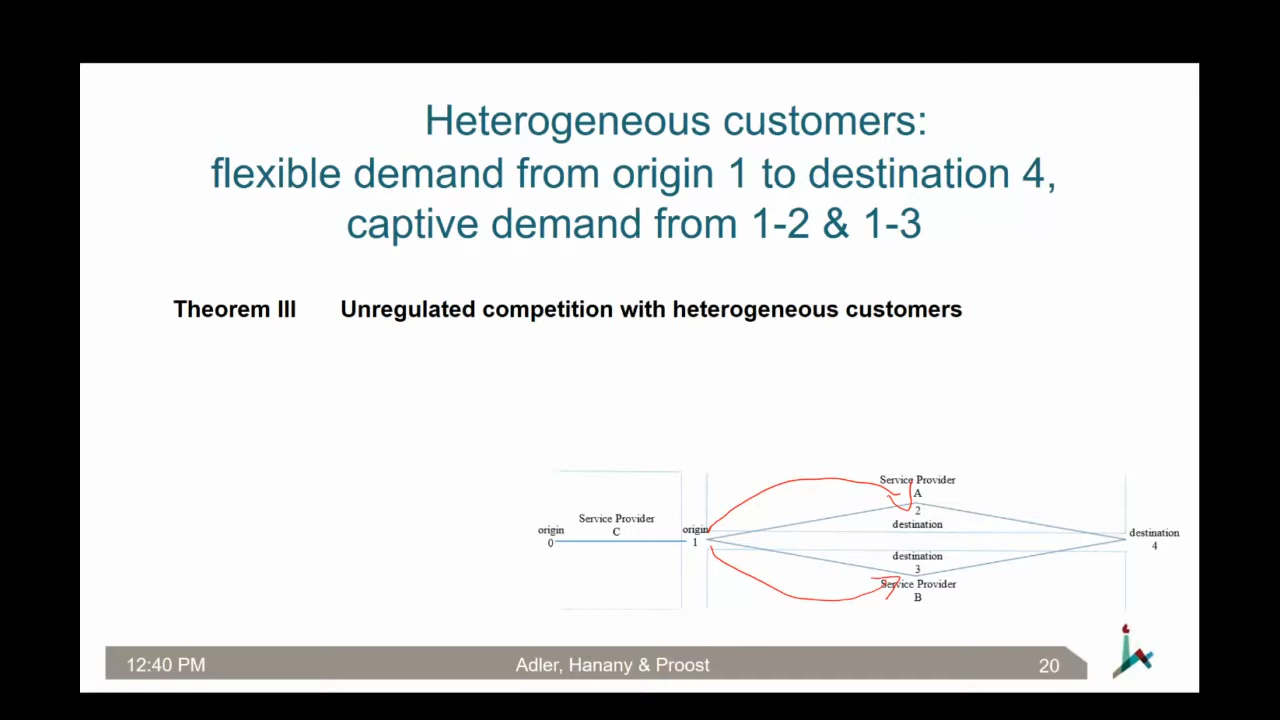 Heterogeneous customers:
flexible demand from origin 1 to destination 4,
captive demand from 1-2 & 1-3
Theorem III Unregulated competition with heterogeneous customers
Service Provider
A
2
destination
Service Provider
C
origin
0
origin
1
destination
4
destination
3
Service Provider
B
12:40 PM Adler, Hanany & Proost 20